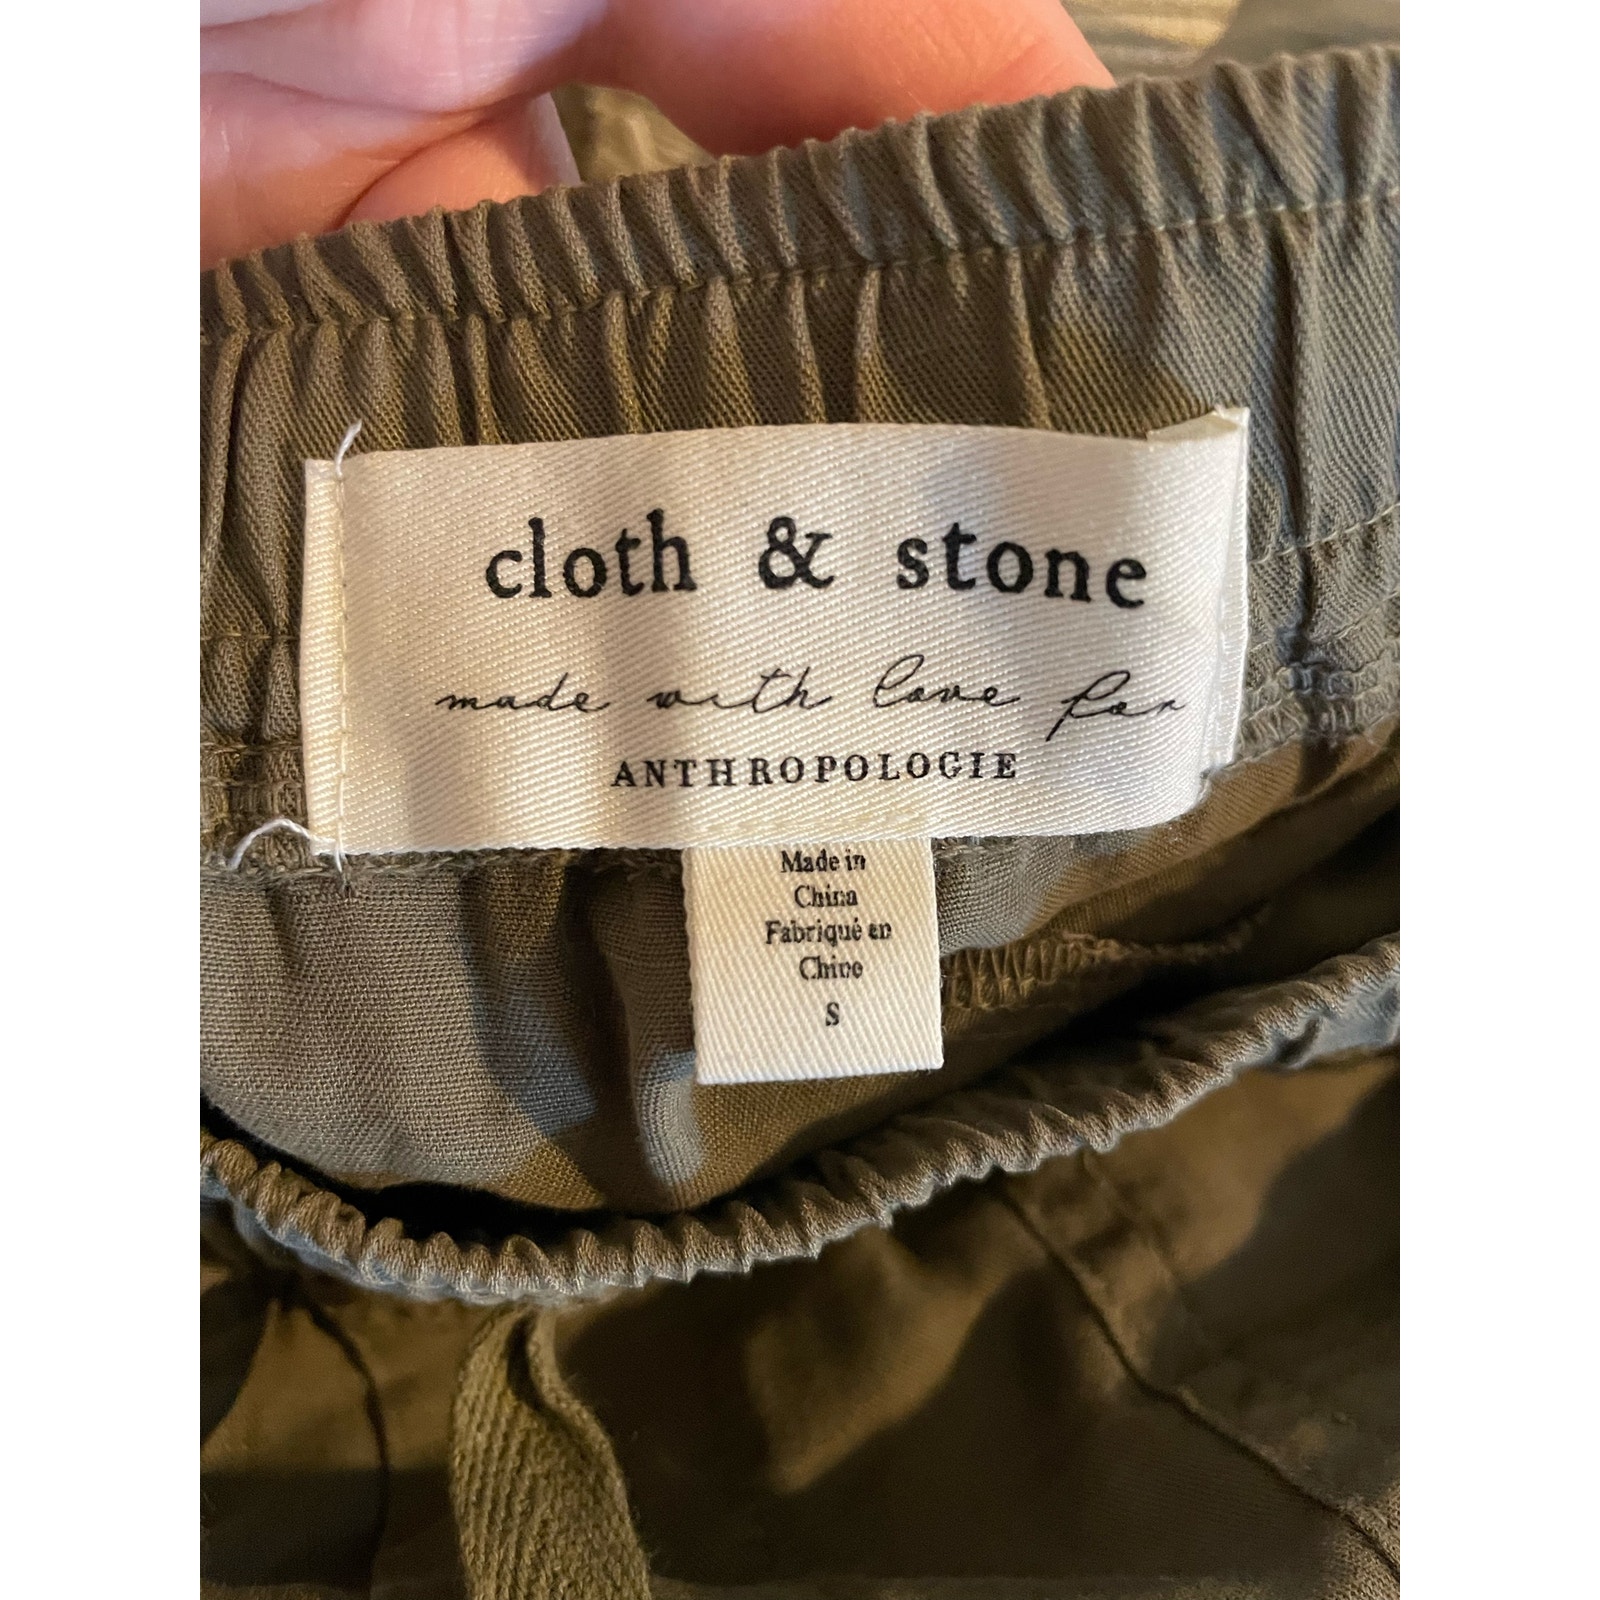 cloth & stone
made with love for
ANTHROPOLOGIE
Made in
China
Fabriqué en
Chine
S